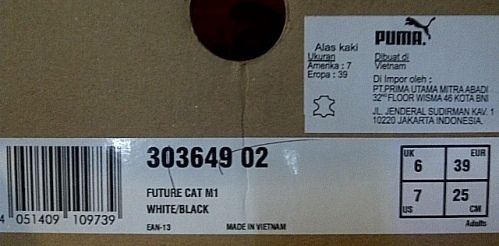 PUMA
Alas kaki
Ukuran
Amerika : 7
Eropa : 39
Dibuat di
Vietnam
Di Impor oleh :
PT.PRIMA UTAMA MITRA ABADI
32ND FLOOR WISMA 46 KOTA BNI
JL. JENDERAL SUDIRMAN KAV. 1
10220 JAKARTA INDONESIA.
303649 02
FUTURE CAT M1
WHITE/BLACK
EAN-13
MADE IN VIETNAM
4 051409 109739
UK
6
EUR
39
7
US
25
CM
Adults